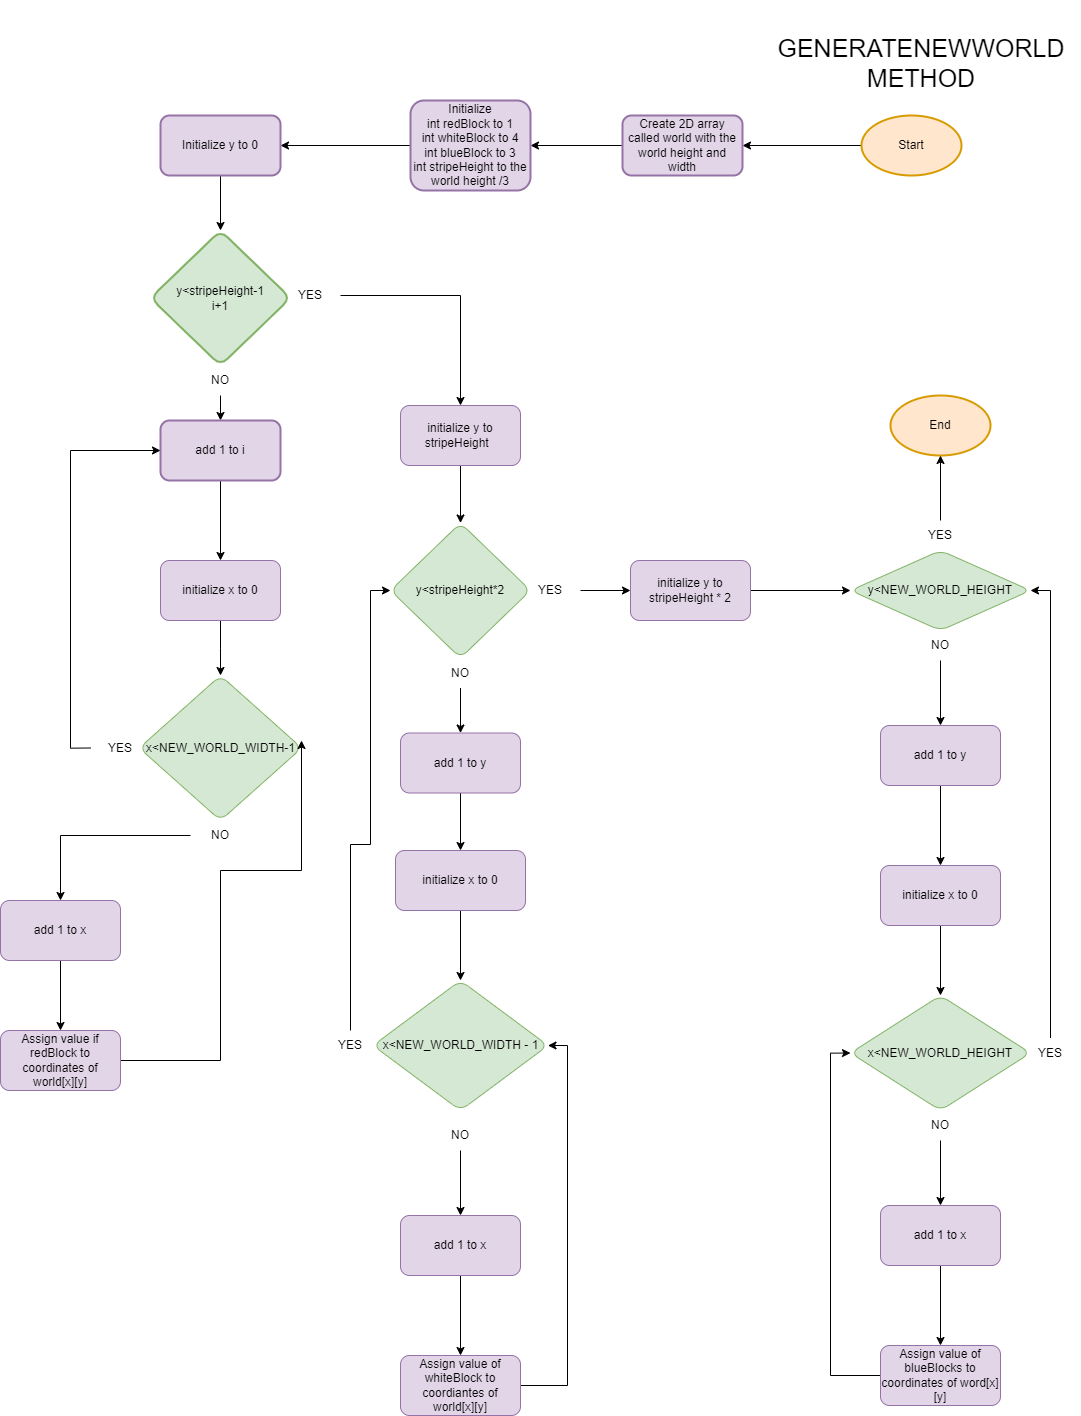 GENERATENEWWORLD
METHOD
Start
Create 2D array
called world with the
world height and
width
Initialize
int redBlock to 1
int whiteBlock to 4
int blueBlock to 3
int stripeHeight to the
world height /3
Initialize y to 0
y<stripeHeight-1
i+1
YES
NO
add 1 to i
initialize x to 0
x<NEW_WORLD_WIDTH-1
YES
NO
add 1 to x
Assign value if
redBlock to
coordinates of
world[x][y]
initialize y to
stripeHeight
y<stripeHeight*2
YES
NO
add 1 to y
initialize x to 0
x<NEW_WORLD_WIDTH - 1
YES
NO
add 1 to x
Assign value of
whiteBlock to
coordiantes of
world[x][y]
initialize y to
stripeHeight * 2
y<NEW_WORLD_HEIGHT
YES
End
NO
add 1 to y
initialize x to 0
x<NEW_WORLD_HEIGHT
YES
NO
add 1 to x
Assign value of
blueBlocks to
coordinates of word[x]
[y]